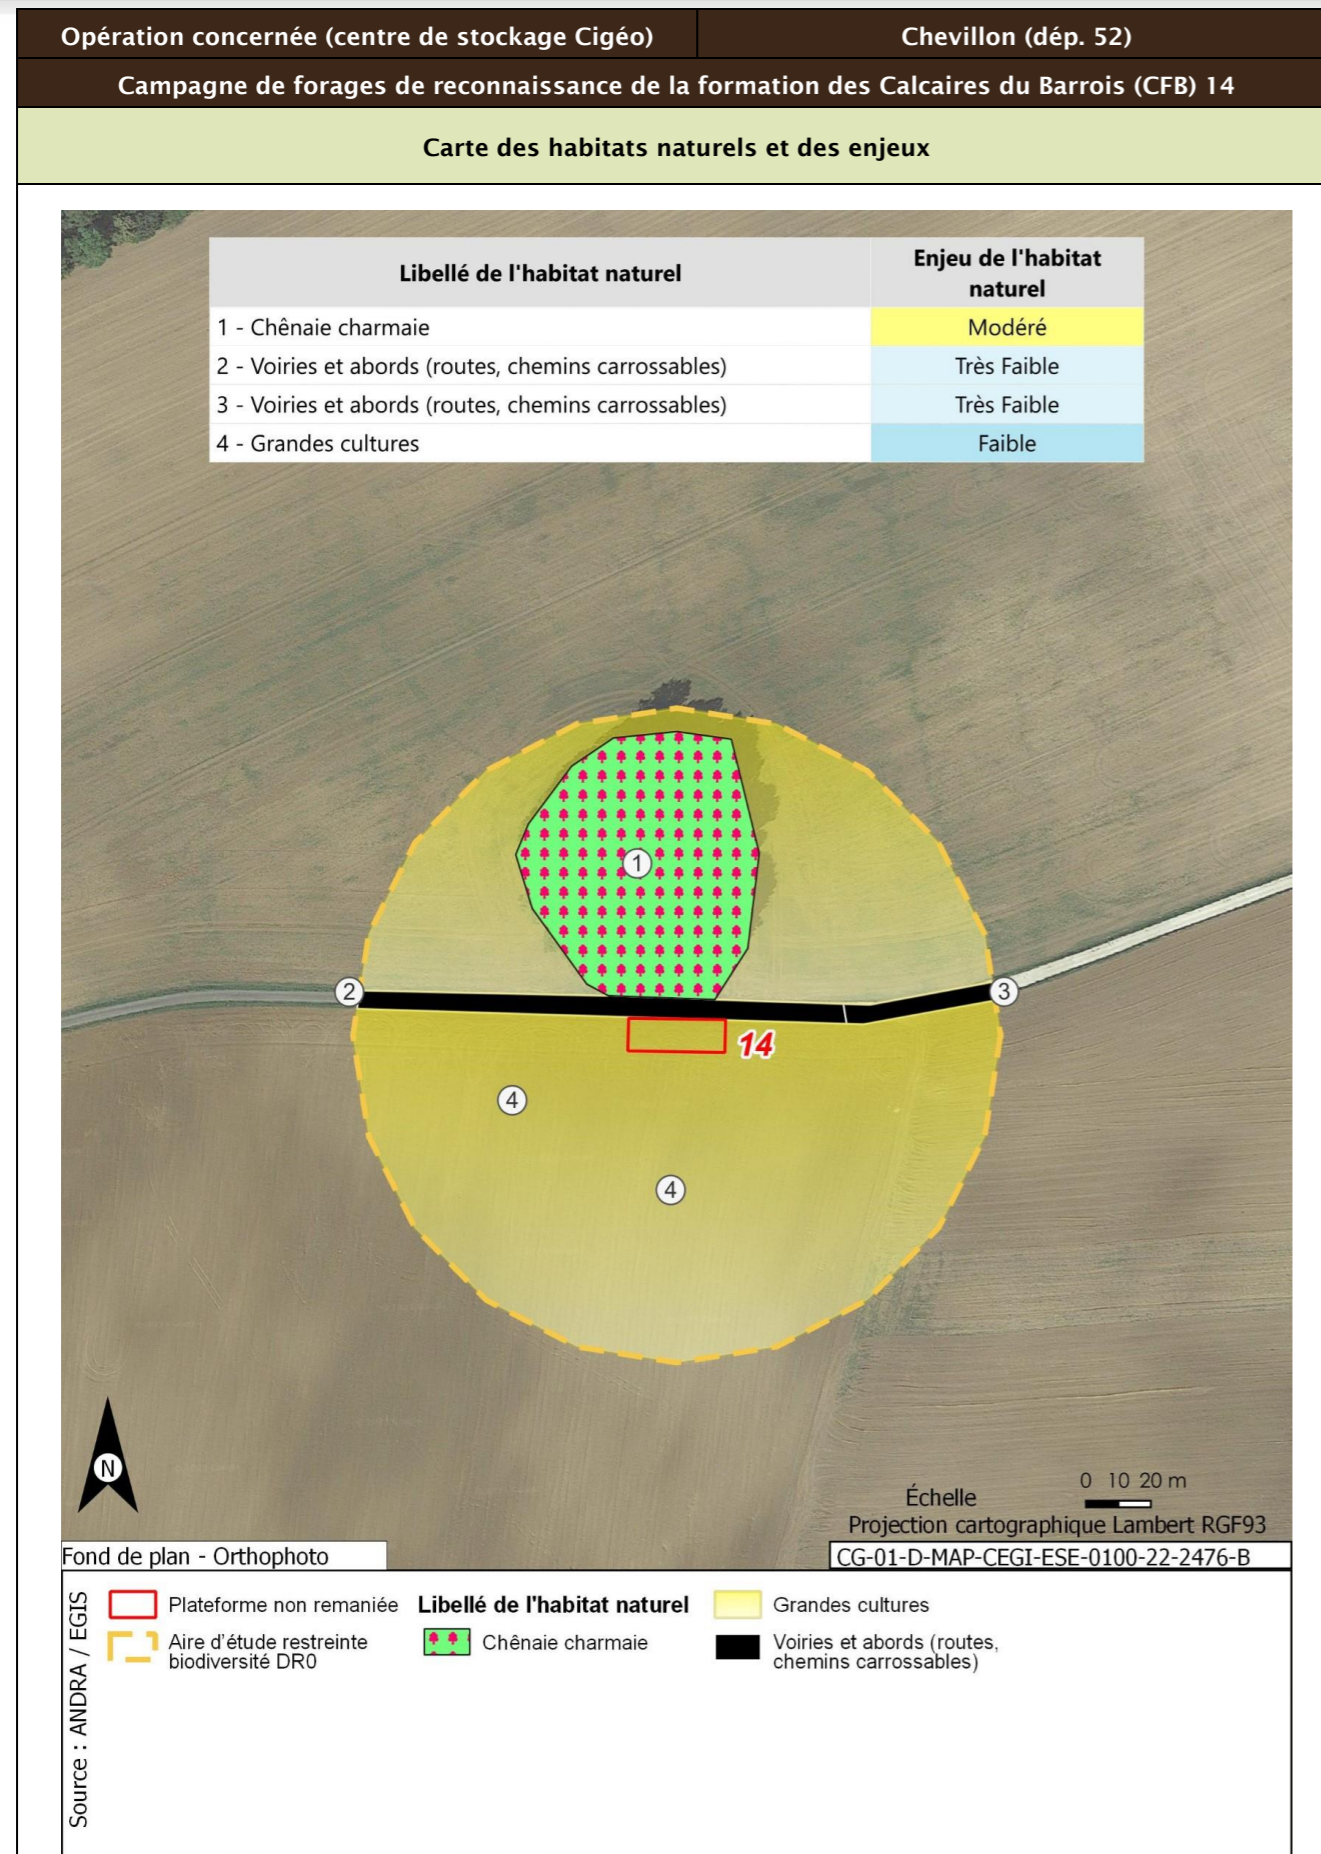 Opération concernée (centre de stockage Cigéo)
Chevillon (dép. 52)
Campagne de forages de reconnaissance de la formation des Calcaires du Barrois (CFB) 14
Carte des habitats naturels et des enjeux
Libellé de l'habitat naturel
Enjeu de l'habitat
naturel
1 - Chênaie charmaie
Modéré
2 - Voiries et abords (routes, chemins carrossables)
Très Faible
3 - Voiries et abords (routes, chemins carrossables)
Très Faible
4 - Grandes cultures
Faible
1
2
3
14
4
4
N
0 10 20 m
Échelle
Projection cartographique Lambert RGF93
Fond de plan - Orthophoto
CG-01-D-MAP-CEGI-ESE-0100-22-2476-B
Source : ANDRA / EGIS
Plateforme non remaniée
Aire d'étude restreinte
biodiversité DR0
Libellé de l'habitat naturel
Chênaie charmaie
Grandes cultures
Voiries et abords (routes,
chemins carrossables)